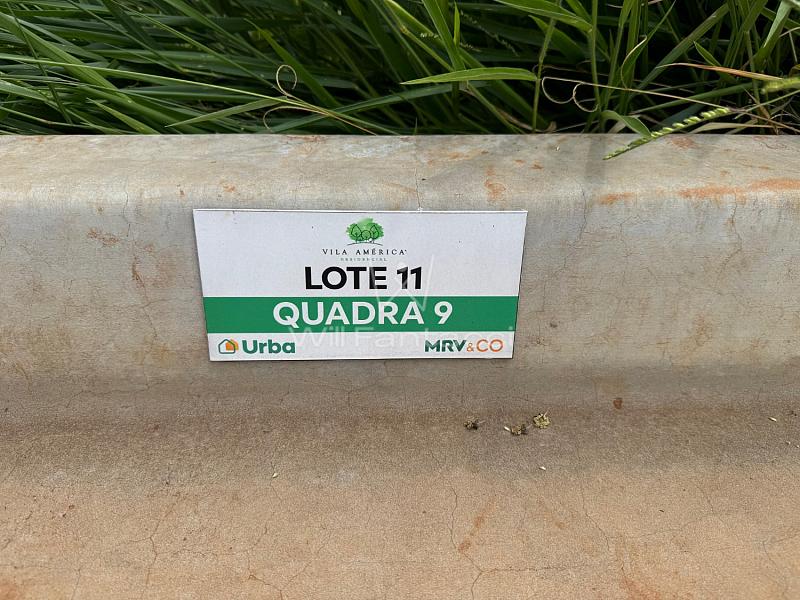 VILA AMÉRICA
RESIDENCIAL
LOTE 11
QUADRA 9
Urba
MRV&CO